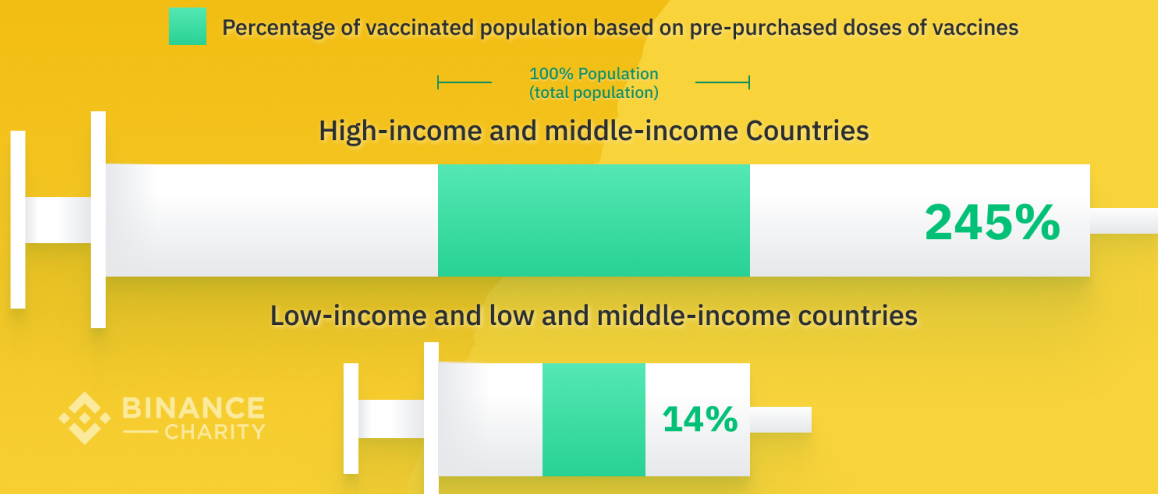 Percentage of vaccinated population based on pre-purchased doses of vaccines
100% Population
(total population)
High-income and middle-income Countries
245%
Low-income and low and middle-income countries
14%
BINANCE
CHARITY